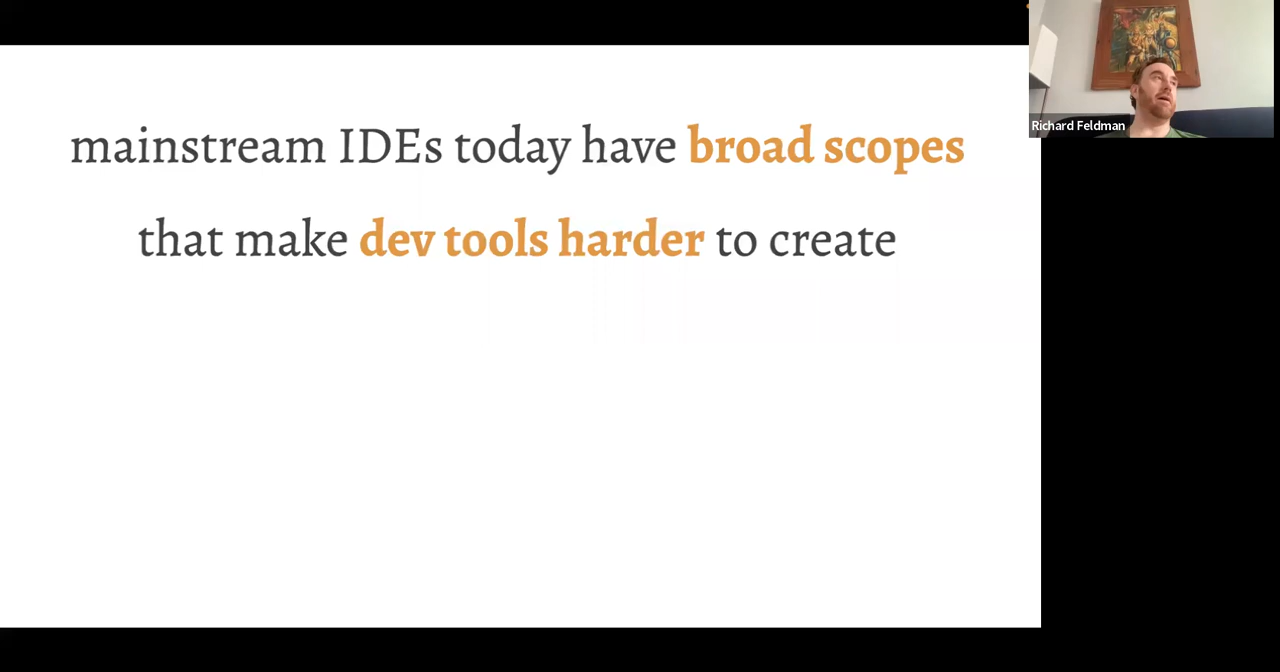 mainstream IDEs today have broad scopes
that make dev tools harder to create
Richard Feldman